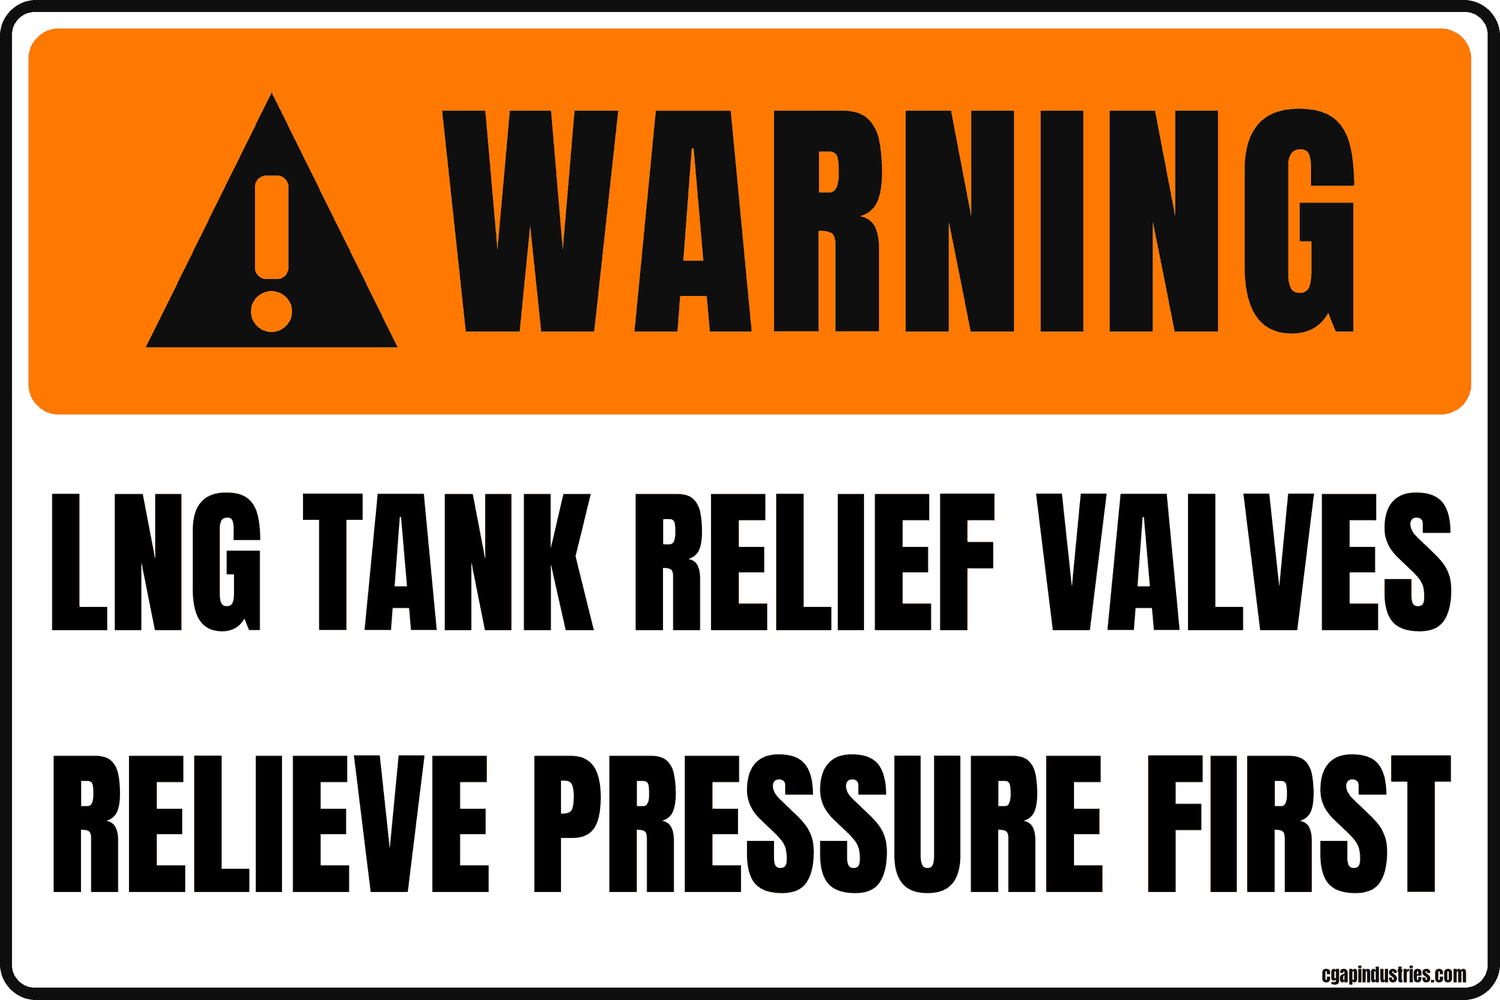 WARNING
LNG TANK RELIEF VALVES
RELIEVE PRESSURE FIRST
cgapindustries.com